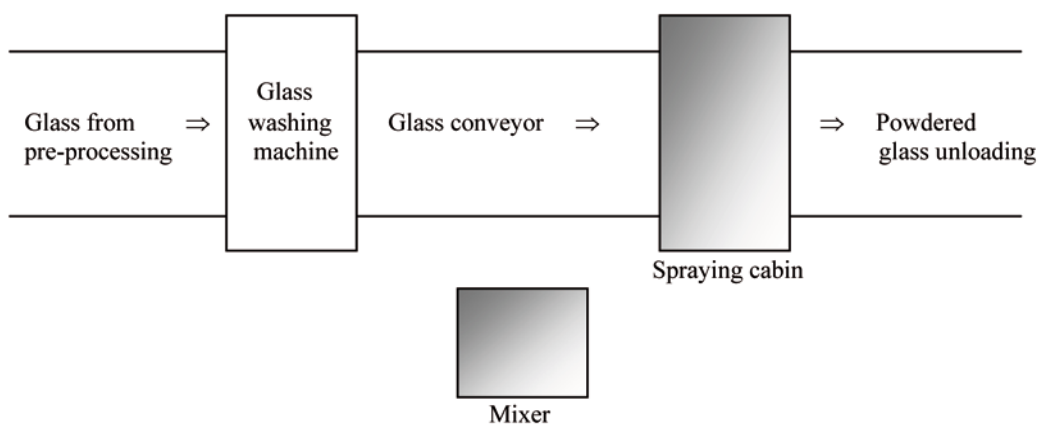 Glass from ⇒
pre-processing
Glass
washing
machine
Glass conveyor ⇒
⇒ Powdered
glass unloading
Spraying cabin
Mixer